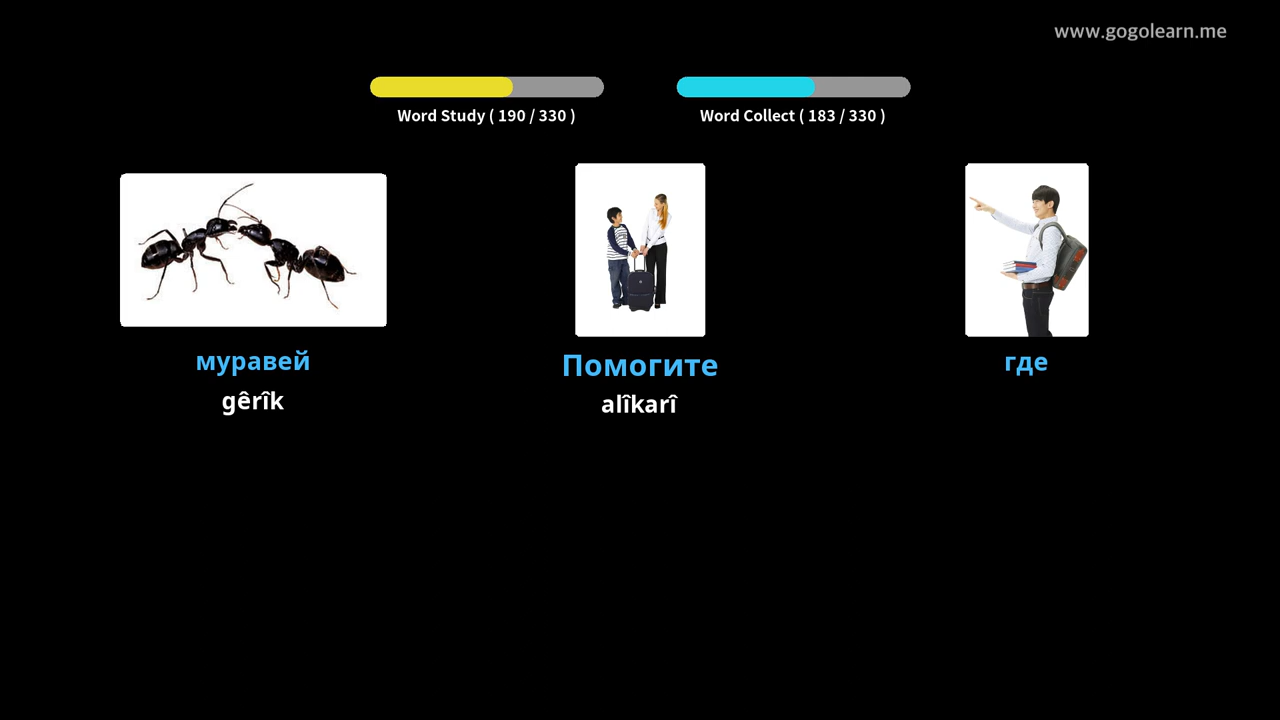 www.gogolearn.me
Word Study ( 190 / 330 )
Word Collect ( 183 / 330 )
муравей
gêrîk
Помогите
alîkarî
где